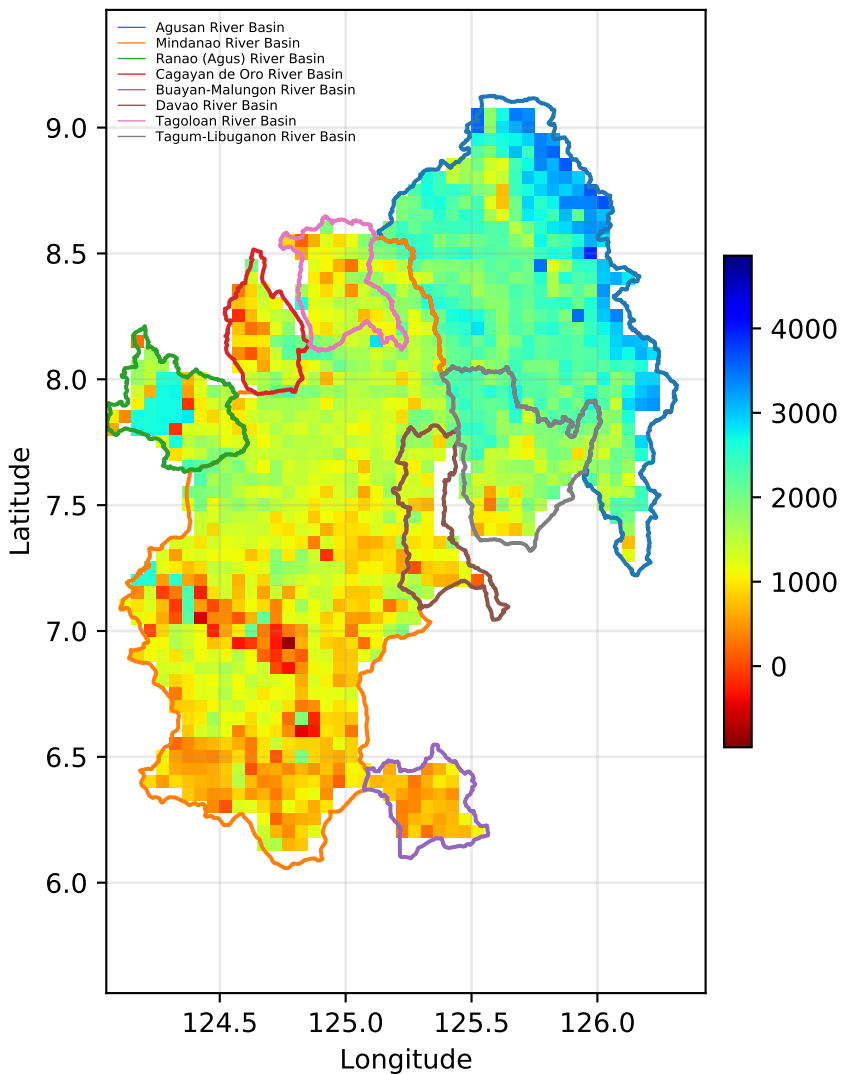 Agusan River Basin
Mindanao River Basin
Ranao (Agus) River Basin
Cagayan de Oro River Basin
Buayan-Malungon River Basin
Davao River Basin
Tagoloan River Basin
Tagum-Libuganon River Basin
9.0
8.5
8.0
7.5
7.0
6.5
6.0
Latitude
124.5 125.0 125.5 126.0
Longitude
4000
3000
2000
1000
0